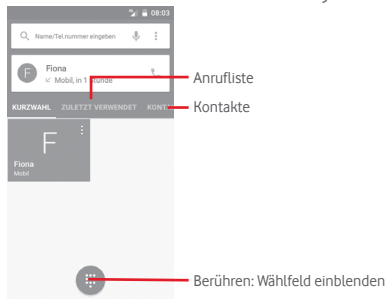 08:03
Name/Tel.nummer eingeben
F
Fiona
Mobil, in 1 Stunde
Anrufliste
KURZWAHL ZULETZT VERWENDET KONT
Kontakte
F
Fiona
Mobil
Berühren: Wählfeld einblenden